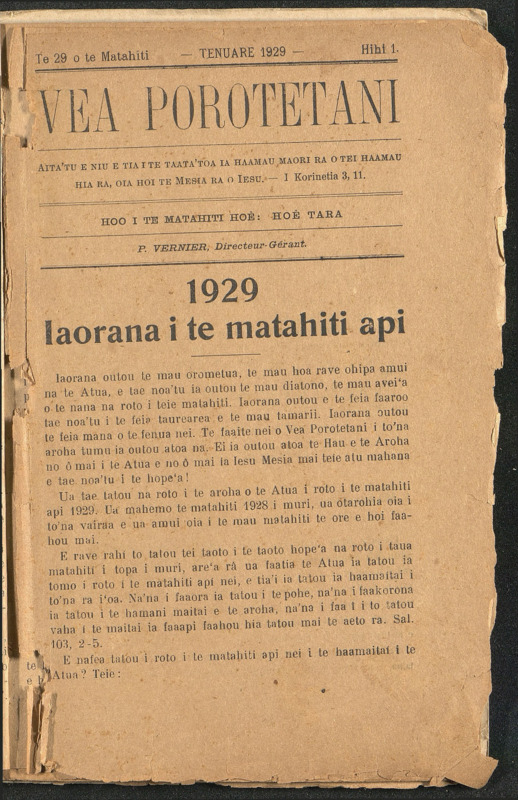 Te 29 o te Matahiti — TENUARE 1929 — Hihi 1.
VEA POROTETANI
AITA'TU E NIU E TIA I TE TAATA'TOA IA HAAMAU MAORI RA O TEI HAAMAU
HIA RA, OIA HOI TE MESIA RA O IESU. — I Korinetia 3, 11.
HOO I TE MATAHITI HOÊ: HOÊ TARA
P. VERNIER, Directeur-Gérant.
1929
Iaorana i te matahiti api
Iaorana outou te mau orometua, te mau hoa rave ohipa amui
na te Atua, e tae noa'tu ia outou te mau diatono, te mau avei'a
o te nana na roto i teie matahiti. Iaorana outou e te feia faaroo
tae noa'tu i te feia taurearea e te mau tamarii. Iaorana outou
te feia mana o te fenua nei. Te faaite nei o Vea Porotetani i to'na
aroha tumu ia outou atoa na. Ei ia outou atoa te Hau e te Aroha
no ô mai i te Atua e no ô mai ia Iesu Mesia mai teie atu mahana
e tae noa'tu i te hope'a!
Ua tae tatou na roto i te aroha o te Atua i roto i te matahiti
api 1929. Ua mahemo te matahiti 1928 i muri, ua ôtarohia oia i
to'na vairaa e ua amui oia i te mau matahiti te ore e hoi faa-
hou mai.
E rave rahi to tatou tei taoto i te taoto hope'a na roto i taua
matahiti i topa i muri, are'a râ ua faatia te Atua ia tatou ia
tomo i roto i te matahiti api nei, e tia'i ia tatou ia haamaitai i
to'na ra i'oa. Na'na i faaora ia tatou i te pohe, na'na i faakorona
ia tatou i te hamani maitai e te aroha, na'na i faa i i to tatou
vaha i te maitai ia faaapi faahou hia tatou mai te aeto ra. Sal.
103, 2-5.
E nafea tatou i roto i te matahiti api nei i te haamaitai i te
Atua? Teie: